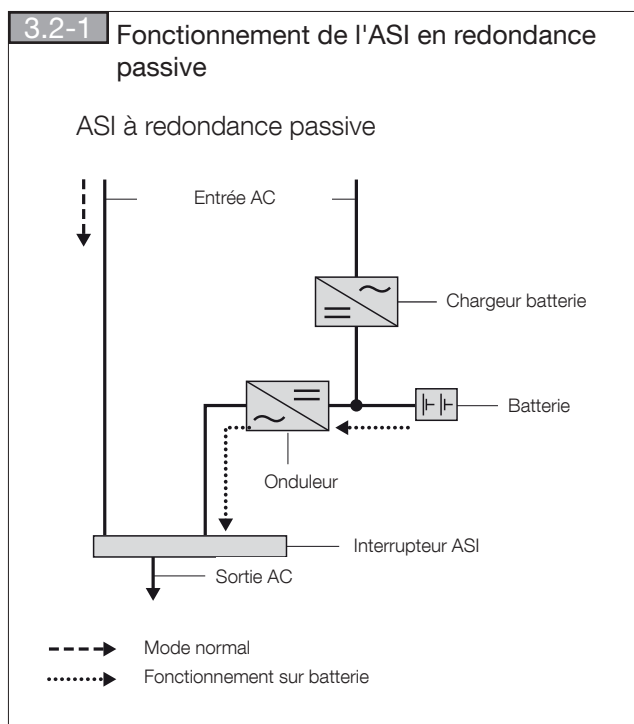 3.2-1 Fonctionnement de l'ASI en redondance
passive
ASI à redondance passive
Entrée AC
Chargeur batterie
Batterie
Onduleur
Interrupteur ASI
Sortie AC
Mode normal
Fonctionnement sur batterie